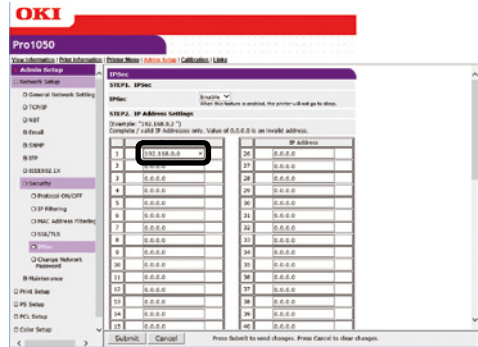 OKI
Pro1050
View Information | Print Information | Printer Menu | Admin Setup | Calibration | Links
Admin Setup
Network Setup
General Network Setting
TCP/IP
NBT
Email
SNMP
IPP
IEEE802.1X
Security
Protocol ON/OFF
IP Filtering
MAC Address Filtering
SSL/TLS
IPSec
Change Network Password
Maintenance
Print Setup
PS Setup
PCL Setup
Color Setup
IPSec
STEP1. IPSec
IPSec: Enable
When this feature is enabled, the printer will not go to sleep.
STEP2. IP Address Settings
(Example: "192.168.0.2 ")
Complete / valid IP Addresses only. Value of 0.0.0.0 is an invalid address.
IP Address
1 192.168.0.0 × 26 0.0.0.0
2 0.0.0.0 27 0.0.0.0
3 0.0.0.0 28 0.0.0.0
4 0.0.0.0 29 0.0.0.0
5 0.0.0.0 30 0.0.0.0
6 0.0.0.0 31 0.0.0.0
7 0.0.0.0 32 0.0.0.0
8 0.0.0.0 33 0.0.0.0
9 0.0.0.0 34 0.0.0.0
10 0.0.0.0 35 0.0.0.0
11 0.0.0.0 36 0.0.0.0
12 0.0.0.0 37 0.0.0.0
13 0.0.0.0 38 0.0.0.0
14 0.0.0.0 39 0.0.0.0
15 0.0.0.0 40 0.0.0.0
Submit Cancel Press Submit to send changes. Press Cancel to clear changes.